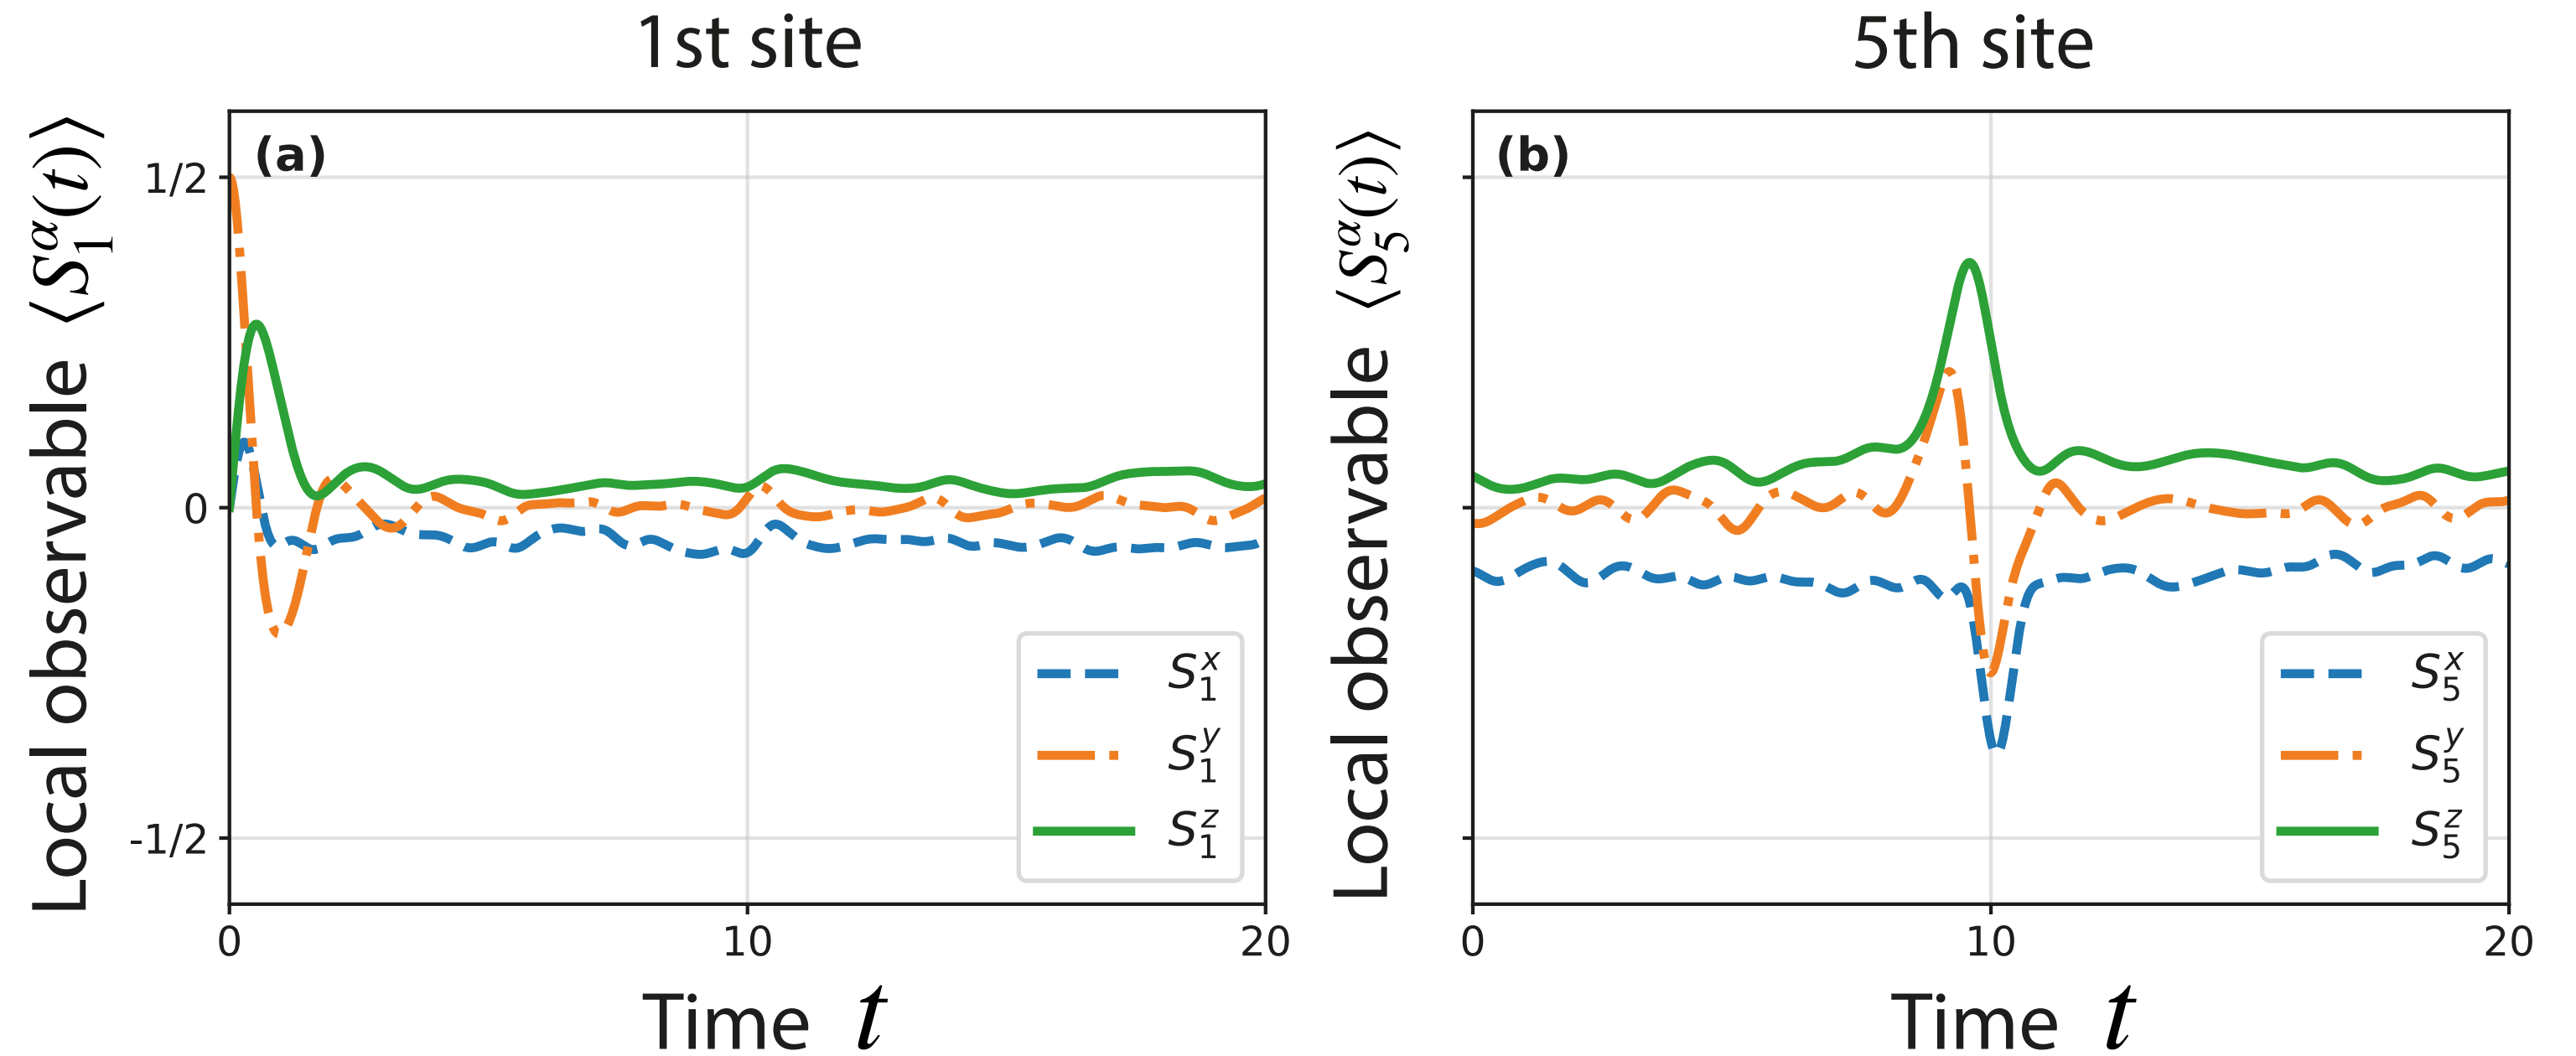 1st site
5th site
Local observable ⟨S₁^α(t)⟩
(a)
1/2
0
-1/2
S₁^x
S₁^y
S₁^z
0 10 20
Time t
Local observable ⟨S₅^α(t)⟩
(b)
S₅^x
S₅^y
S₅^z
0 10 20
Time t